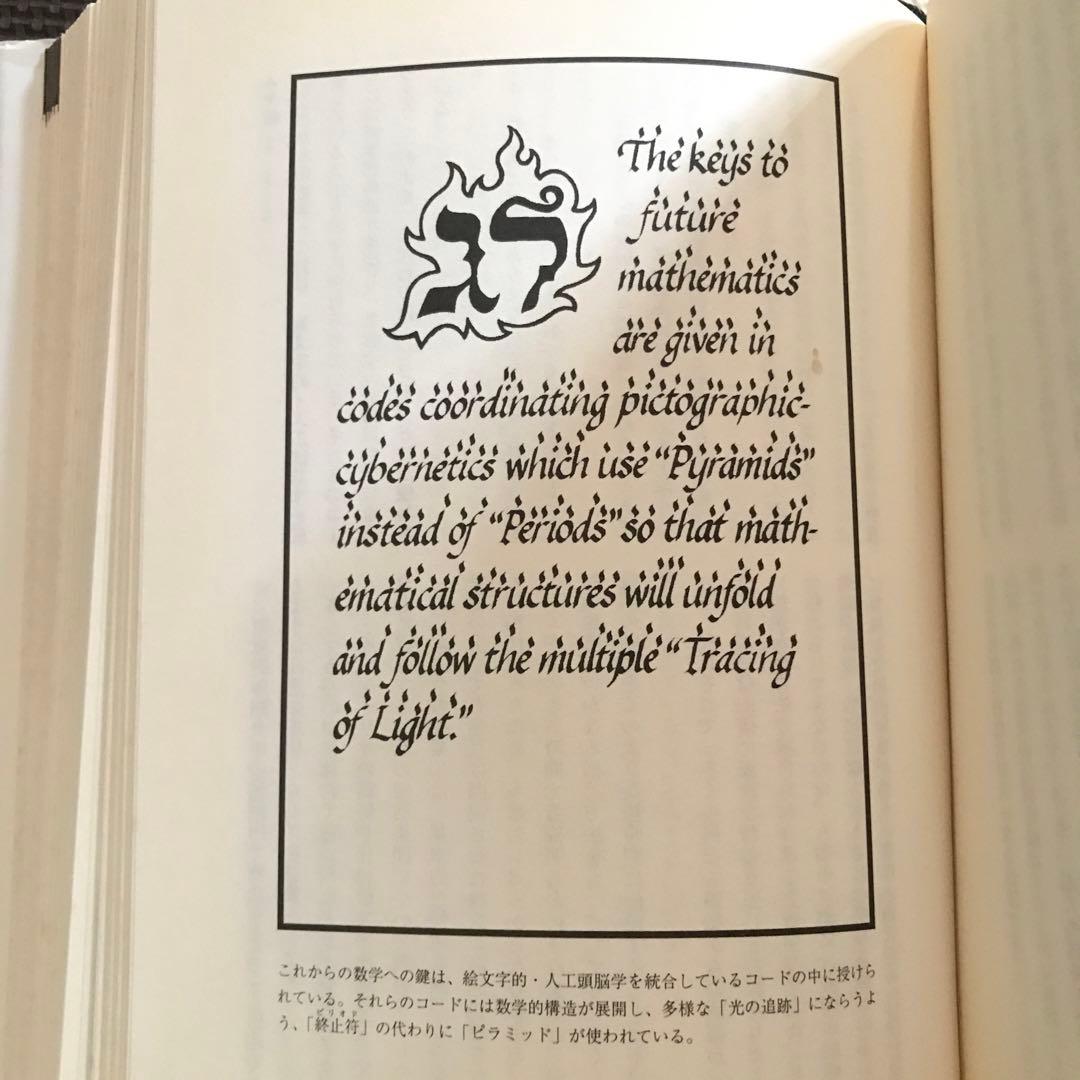 לג
The keys to
future
mathematics
are given in
codes coordinating pictographic-
cybernetics which use “Pyramids”
instead of “Periods” so that math-
ematical structures will unfold
and follow the multiple “Tracing
of Light.”
これからの数学への鍵は、絵文字的・人工頭脳学を統合しているコードの中に授けら
れている。それらのコードには数学的構造が展開し、多様な「光の追跡」にならうよ
ピリオド
う、「終止符」の代わりに「ピラミッド」が使われている。